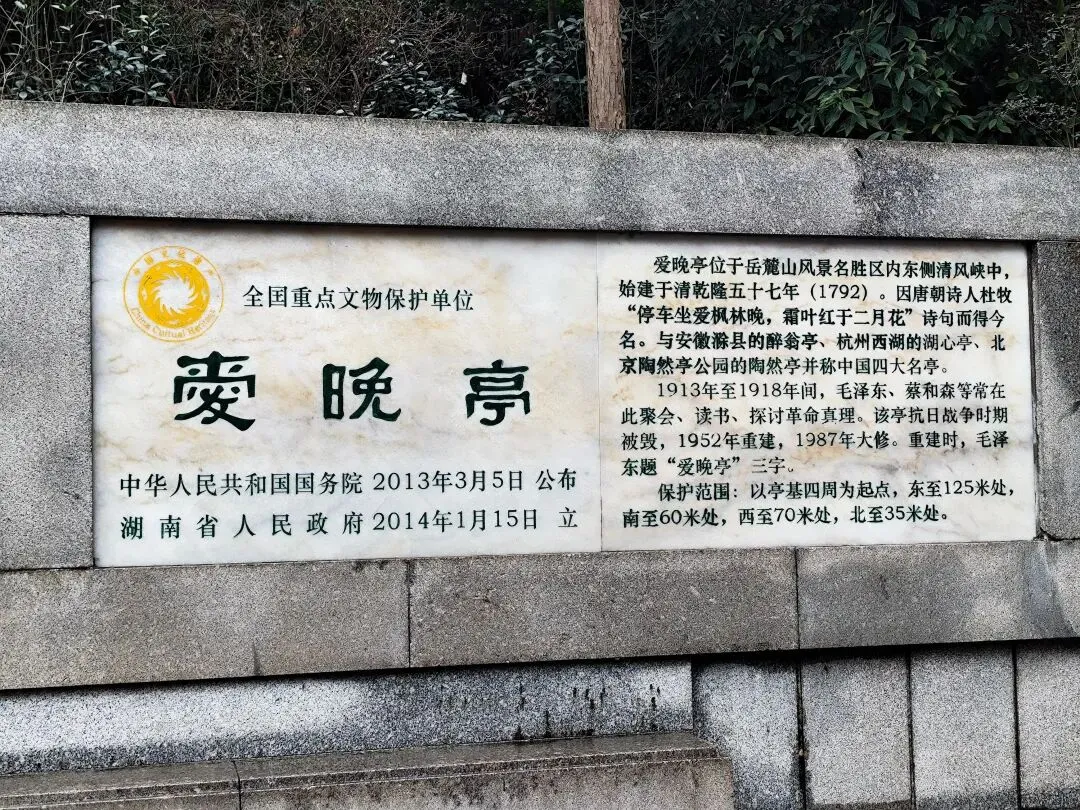 中国文化遗产
China Cultural Heritage
全国重点文物保护单位
愛晚亭
中华人民共和国国务院 2013年3月5日 公布
湖南省人民政府 2014年1月15日 立
爱晚亭位于岳麓山风景名胜区内东侧清风峡中，
始建于清乾隆五十七年（1792）。因唐朝诗人杜牧
“停车坐爱枫林晚，霜叶红于二月花”诗句而得今
名。与安徽滁县的醉翁亭、杭州西湖的湖心亭、北
京陶然亭公园的陶然亭并称中国四大名亭。
1913年至1918年间，毛泽东、蔡和森等常在
此聚会、读书、探讨革命真理。该亭抗日战争时期
被毁，1952年重建，1987年大修。重建时，毛泽
东题“爱晚亭”三字。
保护范围：以亭基四周为起点，东至125米处，
南至60米处，西至70米处，北至35米处。